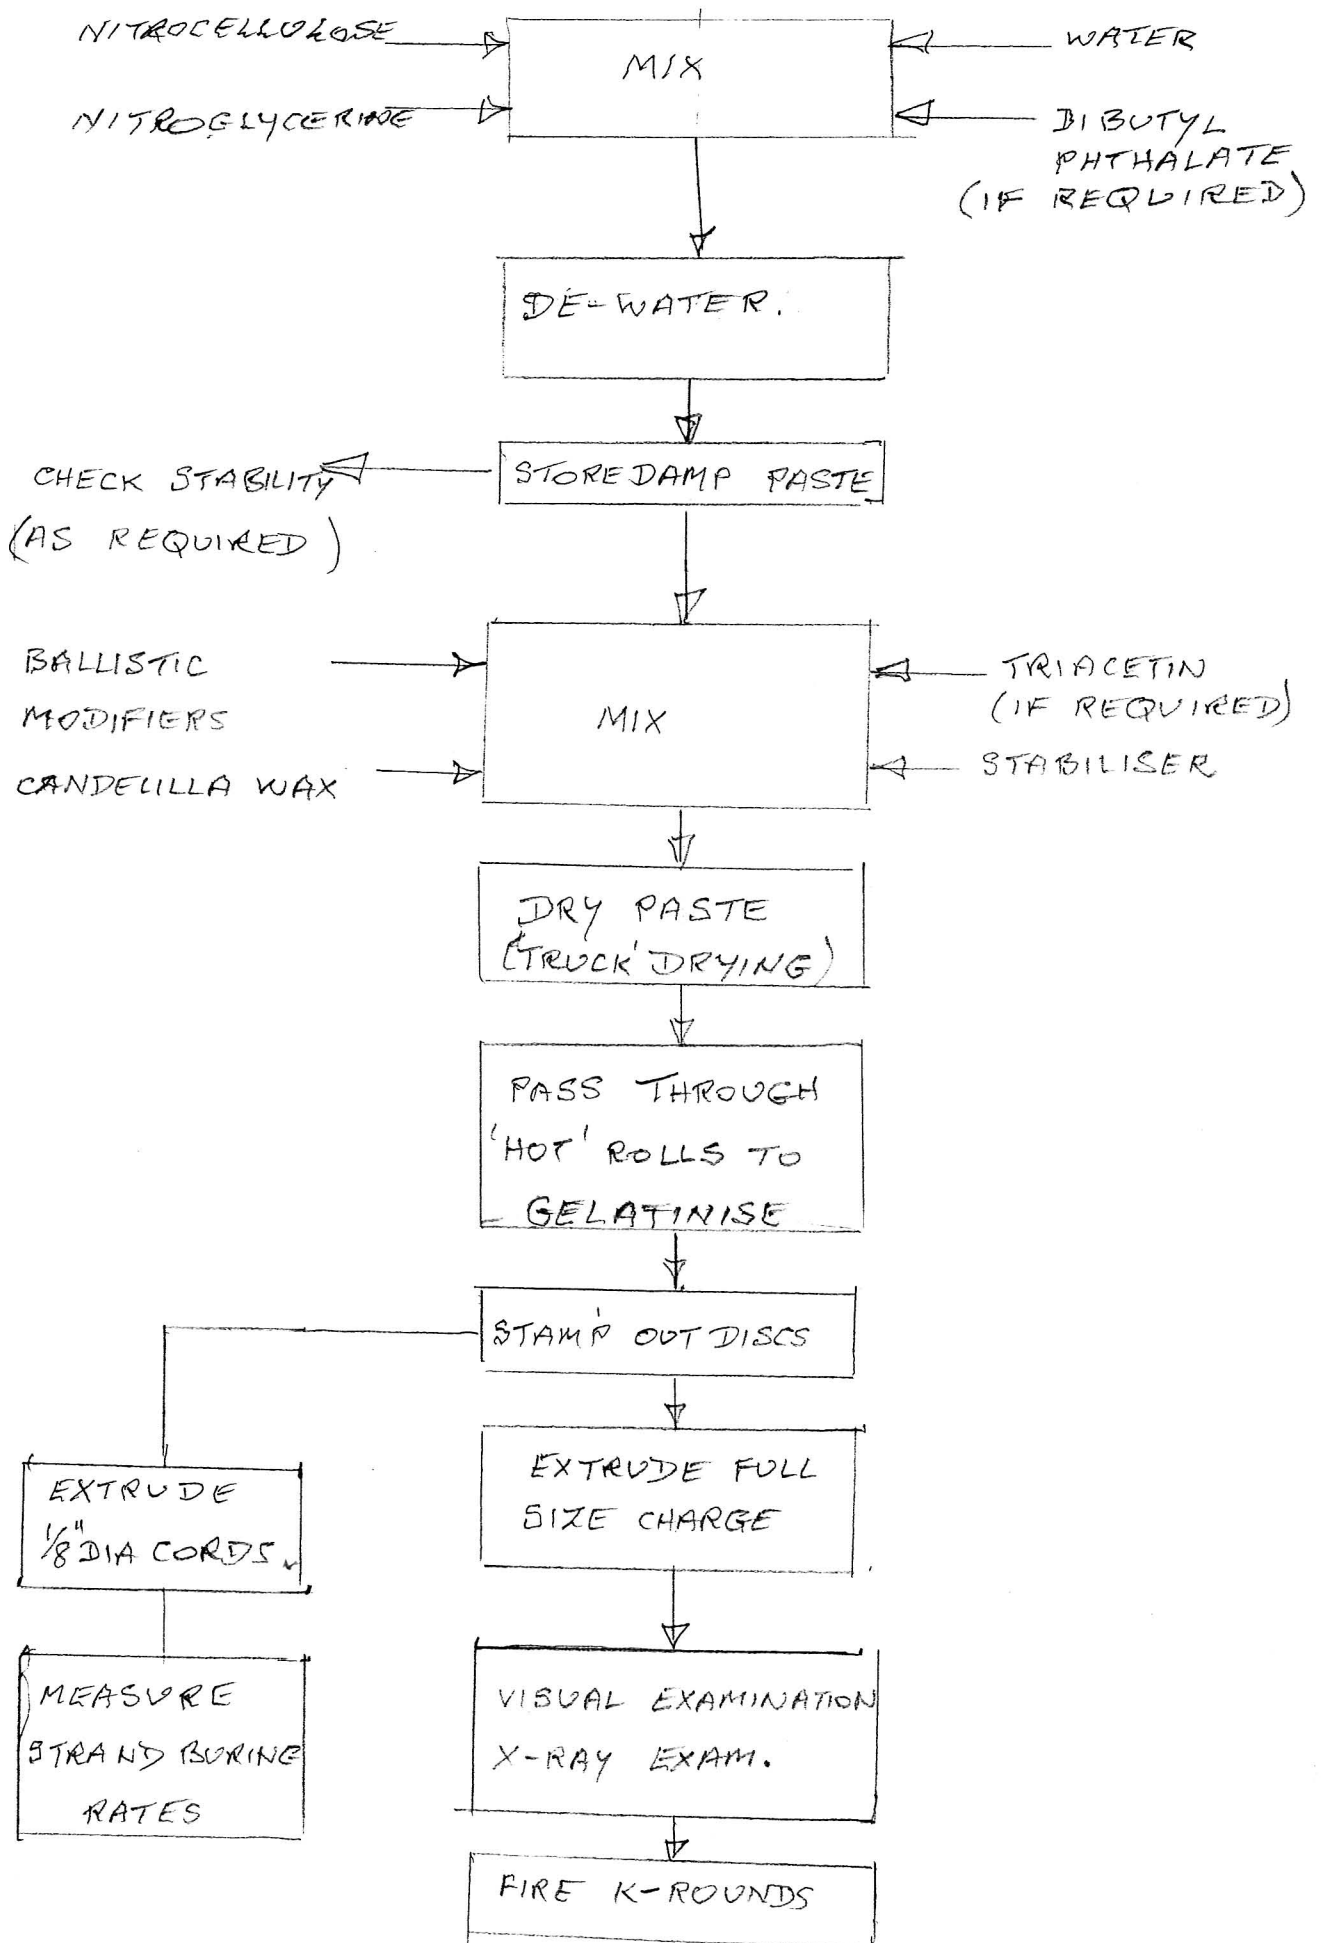 NITROCELLULOSE
WATER
MIX
NITROGLYCERINE
DIBUTYL
PHTHALATE
(IF REQUIRED)
DE-WATER.
STORE DAMP PASTE
CHECK STABILITY
(AS REQUIRED)
BALLISTIC
MODIFIERS
CANDELILLA WAX
MIX
TRIACETIN
(IF REQUIRED)
STABILISER
DRY PASTE
('TRUCK' DRYING)
PASS THROUGH
'HOT' ROLLS TO
GELATINISE
STAMP OUT DISCS
EXTRUDE
1/8" DIA CORDS.
EXTRUDE FULL
SIZE CHARGE
MEASURE
STRAND BURING
RATES
VISUAL EXAMINATION
X-RAY EXAM.
FIRE K-ROUNDS